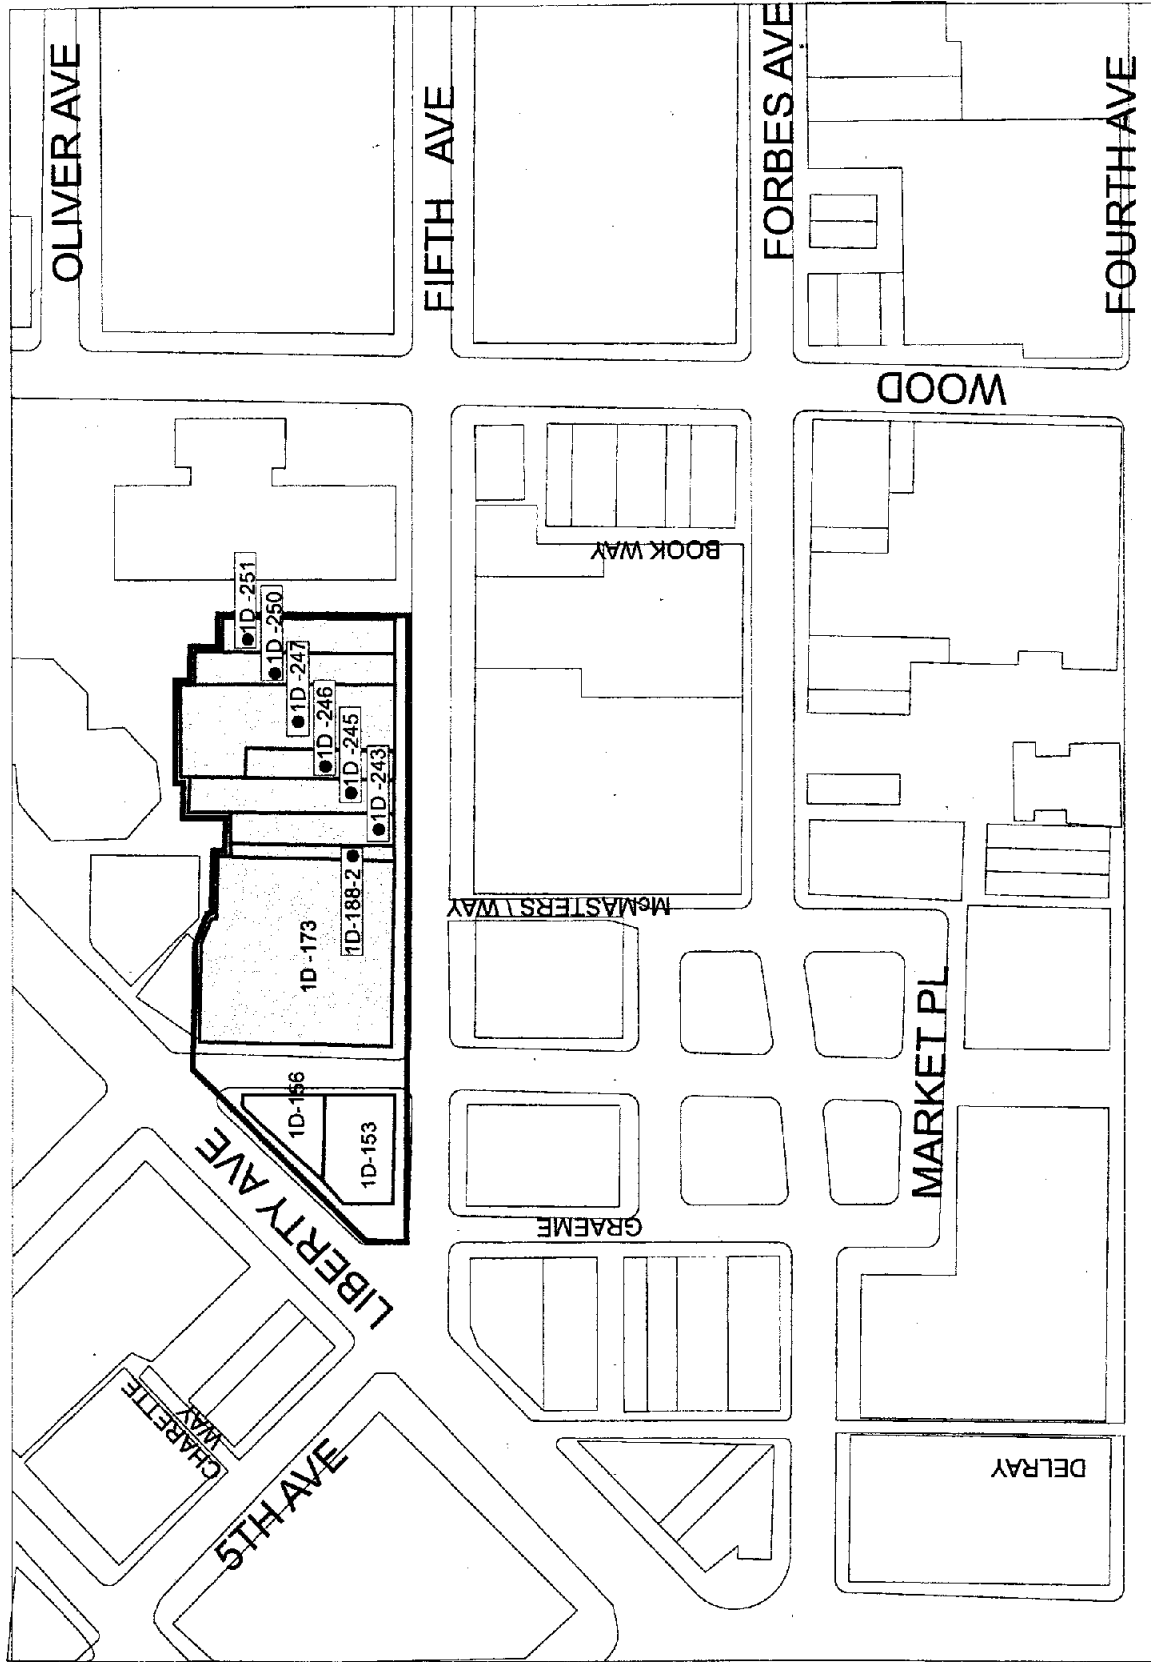 OLIVER AVE
FIFTH AVE
FORBES AVE
FOURTH AVE
WOOD
BOOK WAY
1D -251
1D -250
1D -247
1D -246
1D -245
1D -243
1D-188-2
1D -173
1D-156
1D-153
McMASTERS \ WAY
MARKET PL
GRAEME
LIBERTY AVE
CHARETTE
WAY
5TH AVE
DELRAY